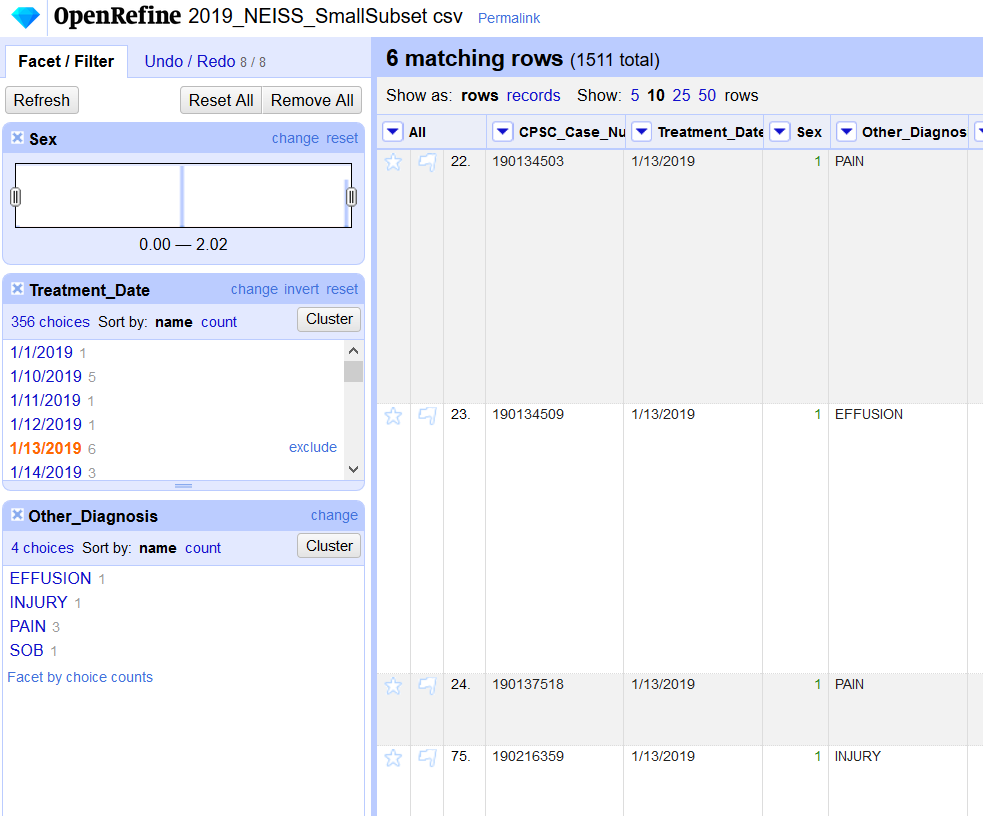 OpenRefine 2019_NEISS_SmallSubset csv Permalink
Facet / Filter Undo / Redo 8 / 8
Refresh Reset All Remove All
Sex change reset
0.00 — 2.02
Treatment_Date change invert reset
356 choices Sort by: name count Cluster
1/1/2019 1
1/10/2019 5
1/11/2019 1
1/12/2019 1
1/13/2019 6 exclude
1/14/2019 3
Other_Diagnosis change
4 choices Sort by: name count Cluster
EFFUSION 1
INJURY 1
PAIN 3
SOB 1
Facet by choice counts
6 matching rows (1511 total)
Show as: rows records Show: 5 10 25 50 rows
All CPSC_Case_Nu Treatment_Date Sex Other_Diagnos
22. 190134503 1/13/2019 1 PAIN
23. 190134509 1/13/2019 1 EFFUSION
24. 190137518 1/13/2019 1 PAIN
75. 190216359 1/13/2019 1 INJURY